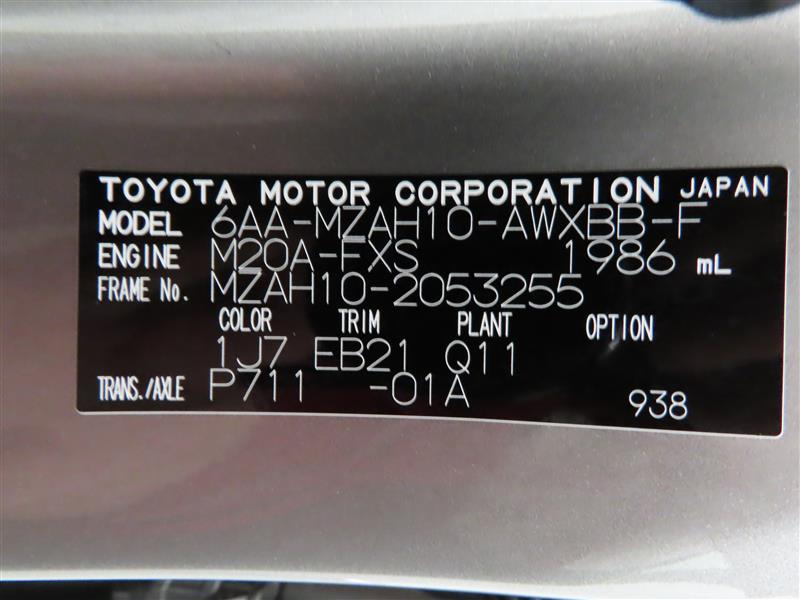 TOYOTA MOTOR CORPORATION JAPAN
MODEL 6AA-MZAH10-AWXBB-F
ENGINE M20A-FXS 1986 mL
FRAME No. MZAH10-2053255
COLOR TRIM PLANT OPTION
1J7 EB21 Q11
TRANS./AXLE P711 -01A 938